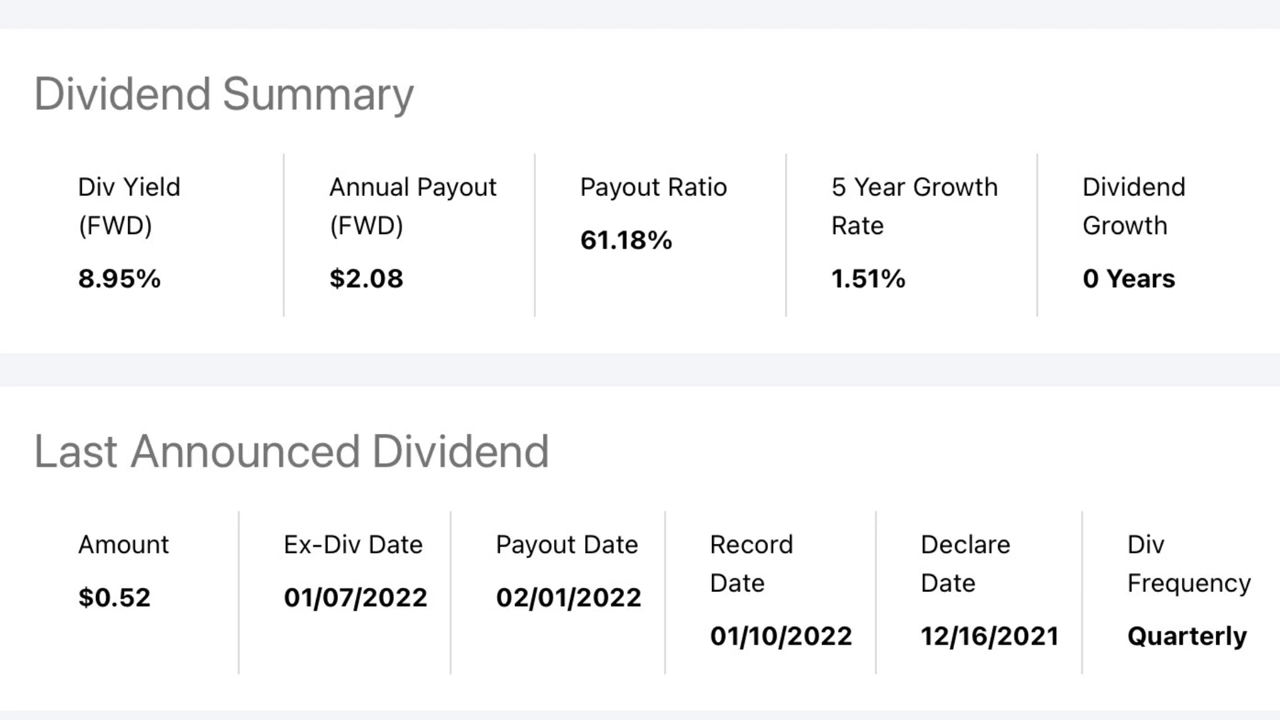 Dividend Summary
Div Yield
(FWD)
8.95%
Annual Payout
(FWD)
$2.08
Payout Ratio
61.18%
5 Year Growth
Rate
1.51%
Dividend
Growth
0 Years
Last Announced Dividend
Amount
$0.52
Ex-Div Date
01/07/2022
Payout Date
02/01/2022
Record
Date
01/10/2022
Declare
Date
12/16/2021
Div
Frequency
Quarterly